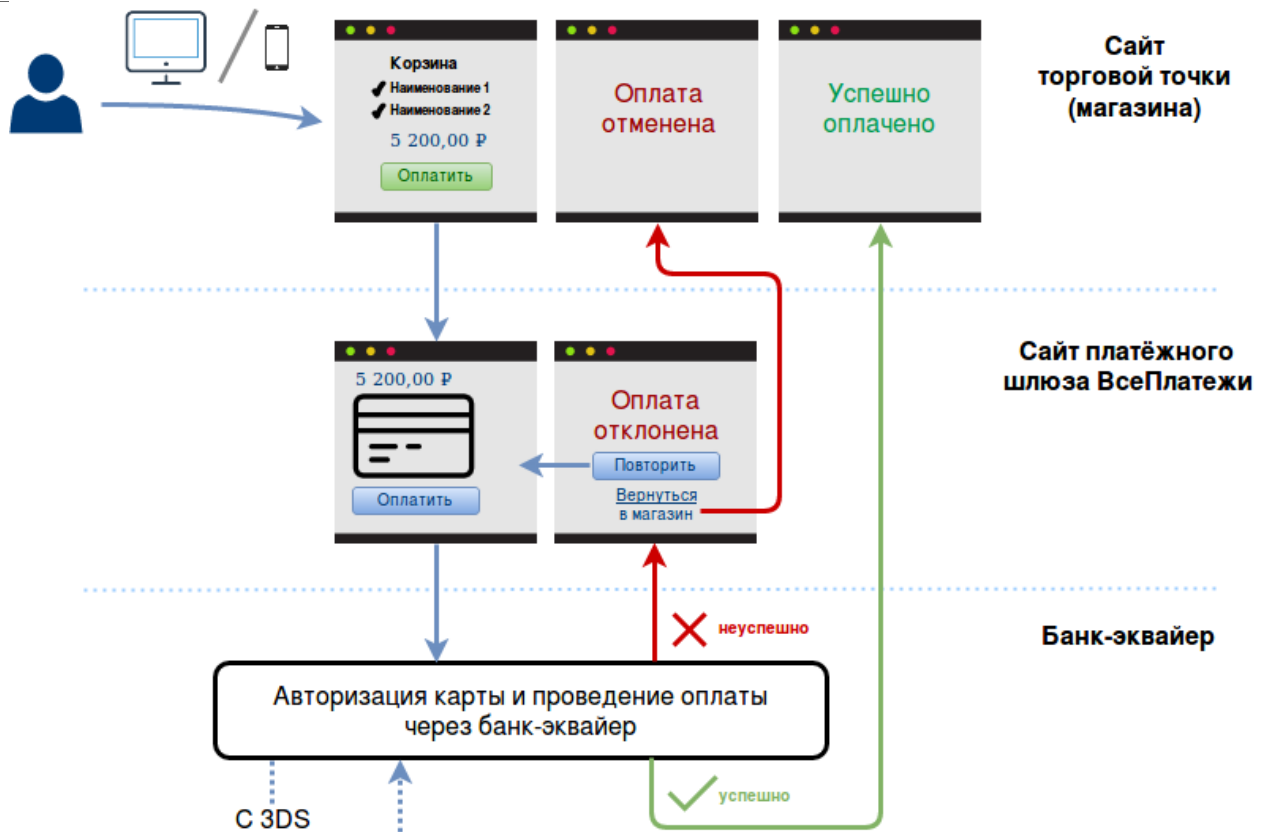 Корзина
Наименование 1
Наименование 2
5 200,00 ₽
Оплатить
Оплата
отменена
Успешно
оплачено
Сайт
торговой точки
(магазина)
5 200,00 ₽
Оплатить
Оплата
отклонена
Повторить
Вернуться
в магазин
Сайт платёжного
шлюза ВсеПлатежи
неуспешно
Банк-эквайер
Авторизация карты и проведение оплаты
через банк-эквайер
успешно
С 3DS